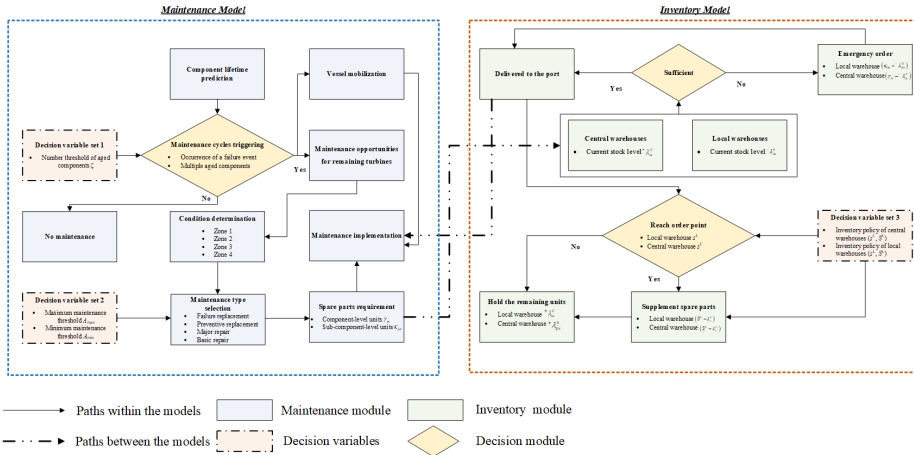 Maintenance Model
Component lifetime
prediction
Vessel mobilization
Decision variable set 1
• Number threshold of aged
components ζ
Maintenance cycles triggering
• Occurrence of a failure event
• Multiple aged components
Yes
Maintenance opportunities
for remaining turbines
No
No maintenance
Condition determination
• Zone 1
• Zone 2
• Zone 3
• Zone 4
Maintenance implementation
Decision variable set 2
• Maximum maintenance
threshold
• Minimum maintenance
threshold
Maintenance type
selection
• Failure replacement
• Preventive replacement
• Major repair
• Basic repair
Spare parts requirement
• Component-level units
• Sub-component-level units
Inventory Model
Delivered to the port
Sufficient
Yes
No
Emergency order
• Local warehouse
• Central warehouse
Central warehouses
• Current stock level
Local warehouses
• Current stock level
Reach order point
• Local warehouse
• Central warehouse
No
Yes
Decision variable set 3
• Inventory policy of central
warehouses
• Inventory policy of local
warehouses
Hold the remaining units
• Local warehouse
• Central warehouse
Supplement spare parts
• Local warehouse
• Central warehouse
Paths within the models
Maintenance module
Inventory module
Paths between the models
Decision variables
Decision module